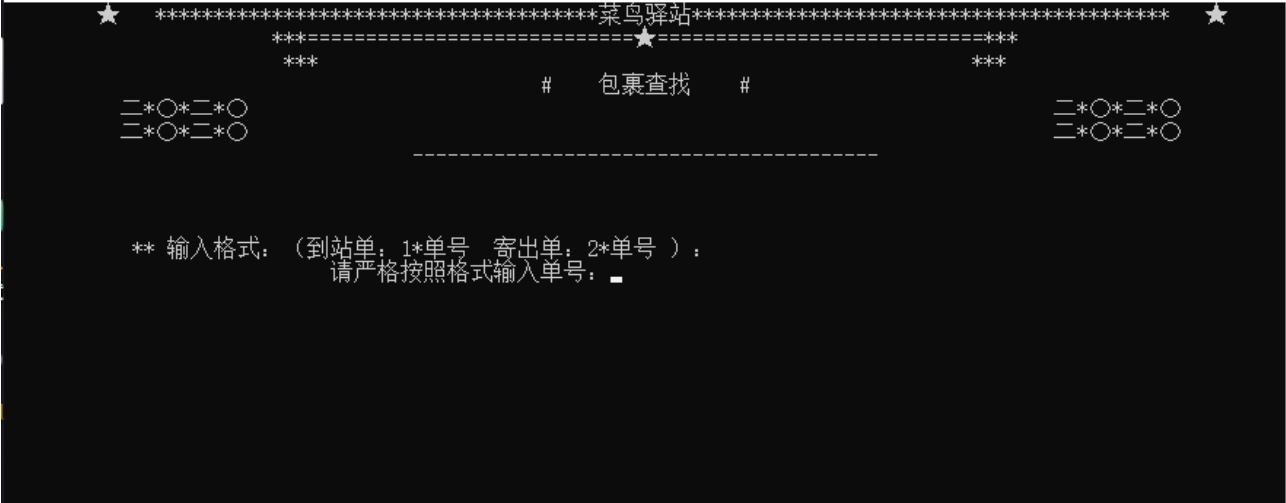 ★ **************************************菜鸟驿站***************************************** ★
***============================★============================***
*** ***
# 包裹查找 #
二*○*二*○ 二*○*二*○
二*○*二*○ 二*○*二*○
----------------------------------------
** 输入格式：（到站单：1*单号 寄出单：2*单号 ）：
请严格按照格式输入单号：